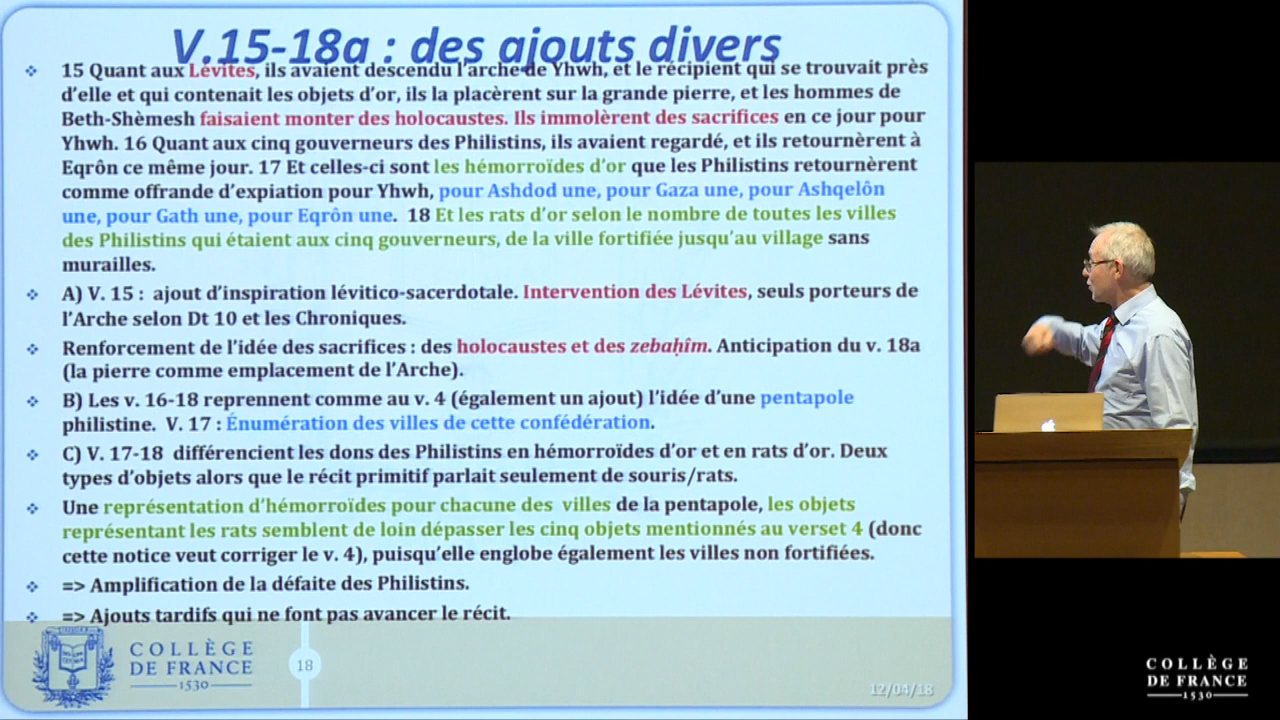 V.15-18a : des ajouts divers
15 Quant aux Lévites, ils avaient descendu l'arche de Yhwh, et le récipient qui se trouvait près
d'elle et qui contenait les objets d'or, ils la placèrent sur la grande pierre, et les hommes de
Beth-Shèmesh faisaient monter des holocaustes. Ils immolèrent des sacrifices en ce jour pour
Yhwh. 16 Quant aux cinq gouverneurs des Philistins, ils avaient regardé, et ils retournèrent à
Eqrôn ce même jour. 17 Et celles-ci sont les hémorroïdes d'or que les Philistins retournèrent
comme offrande d'expiation pour Yhwh, pour Ashdod une, pour Gaza une, pour Ashqelôn
une, pour Gath une, pour Eqrôn une. 18 Et les rats d'or selon le nombre de toutes les villes
des Philistins qui étaient aux cinq gouverneurs, de la ville fortifiée jusqu'au village sans
murailles.
A) V. 15 : ajout d'inspiration lévitico-sacerdotale. Intervention des Lévites, seuls porteurs de
l'Arche selon Dt 10 et les Chroniques.
Renforcement de l'idée des sacrifices : des holocaustes et des zebaḥîm. Anticipation du v. 18a
(la pierre comme emplacement de l'Arche).
B) Les v. 16-18 reprennent comme au v. 4 (également un ajout) l'idée d'une pentapole
philistine. V. 17 : Énumération des villes de cette confédération.
C) V. 17-18 différencient les dons des Philistins en hémorroïdes d'or et en rats d'or. Deux
types d'objets alors que le récit primitif parlait seulement de souris/rats.
Une représentation d'hémorroïdes pour chacune des villes de la pentapole, les objets
représentant les rats semblent de loin dépasser les cinq objets mentionnés au verset 4 (donc
cette notice veut corriger le v. 4), puisqu'elle englobe également les villes non fortifiées.
=> Amplification de la défaite des Philistins.
=> Ajouts tardifs qui ne font pas avancer le récit.
COLLÈGE
DE FRANCE
1530
18
12/04/18
COLLÈGE
DE FRANCE
1530